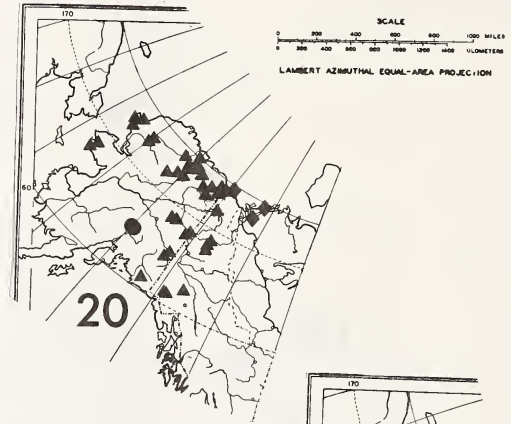 170
SCALE
0 200 400 600 800 1000 MILES
0 200 400 600 800 1000 1200 1400 KILOMETERS
LAMBERT AZIMUTHAL EQUAL-AREA PROJECTION
60
20
170